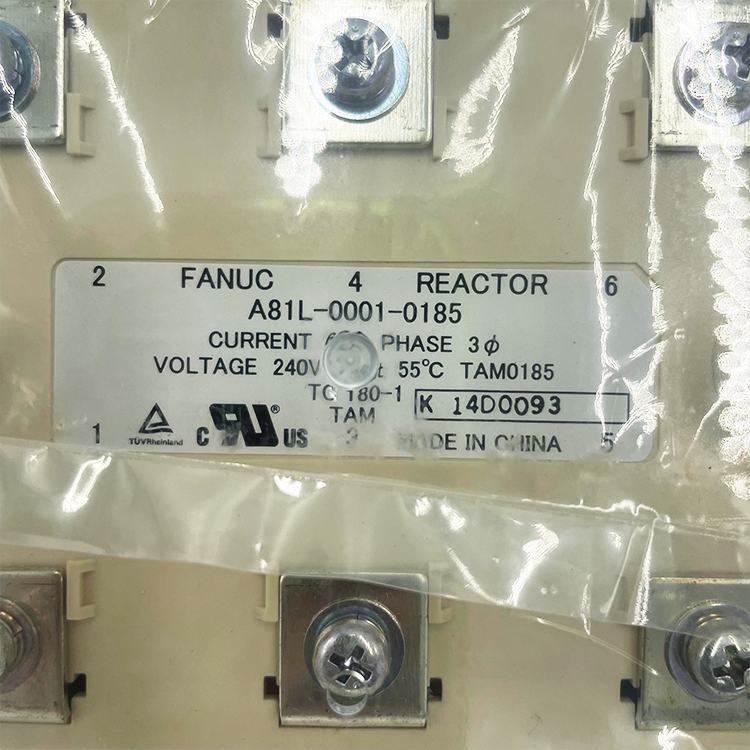 2 FANUC 4 REACTOR 6
A81L-0001-0185
CURRENT PHASE 3φ
VOLTAGE 240V 55℃ TAM0185
180-1
TAM K 14D0093
1 TÜVRheinland c UL® US 3 MADE IN CHINA 5